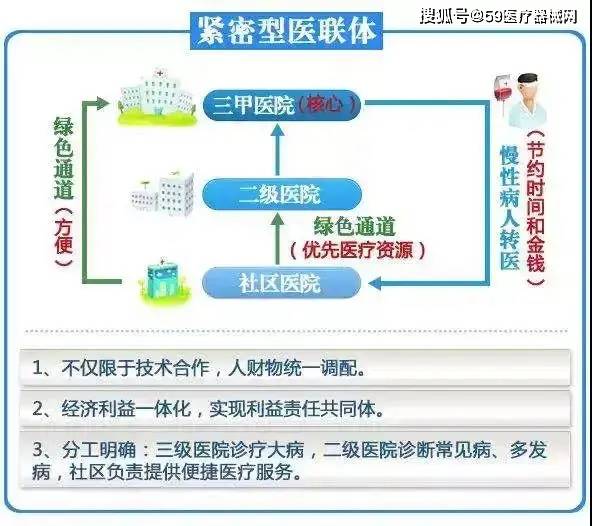 搜狐号@59医疗器械网
紧密型医联体
三甲医院(核心)
二级医院
社区医院
绿色通道
(方便)
绿色通道
(优先医疗资源)
慢性病人转医
(节约时间和金钱)
1、不仅限于技术合作，人财物统一调配。
2、经济利益一体化，实现利益责任共同体。
3、分工明确：三级医院诊疗大病，二级医院诊断常见病、多发
病，社区负责提供便捷医疗服务。